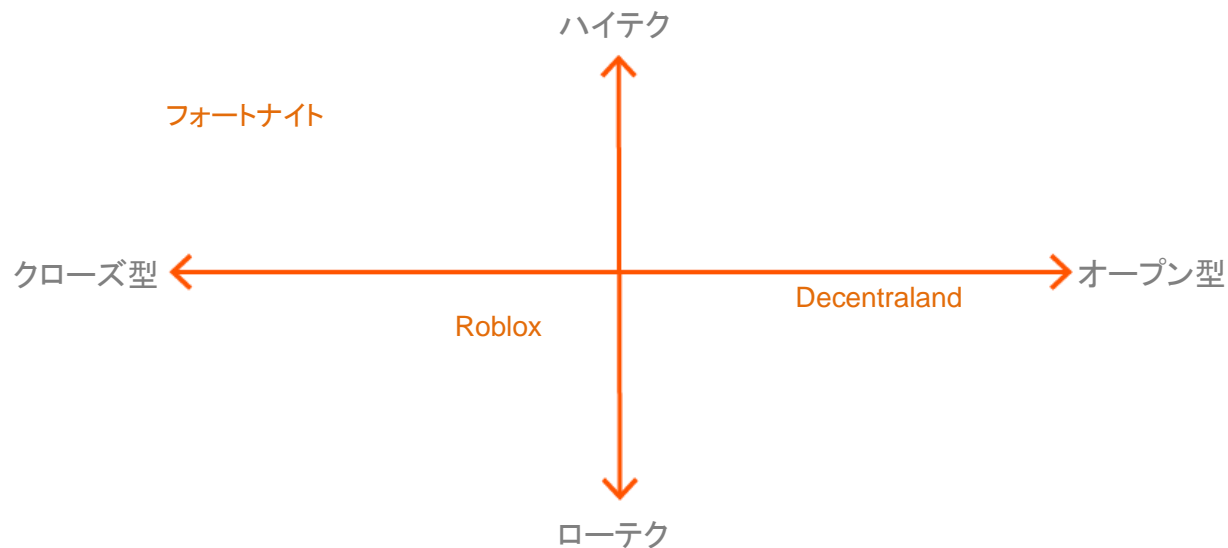 ハイテク
フォートナイト
クローズ型
オープン型
Decentraland
Roblox
ローテク